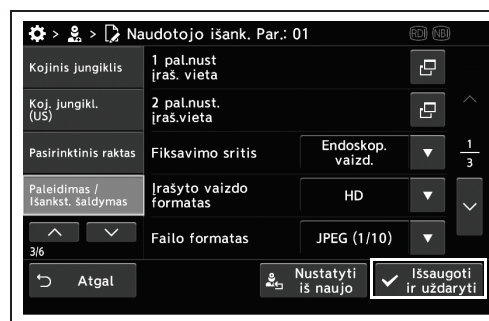 > > Naudotojo išank. Par.: 01
RDI NBI
Kojinis jungiklis
Koj. jungikl.
(US)
Pasirinktinis raktas
Paleidimas /
Išankst. šaldymas
3/6
1 pal.nust
įraš. vieta
2 pal.nust.
įraš.vieta
Fiksavimo sritis
Endoskop.
vaizd.
Įrašyto vaizdo
formatas
HD
Failo formatas
JPEG (1/10)
1
3
Atgal
Nustatyti
iš naujo
Išsaugoti
ir uždaryti